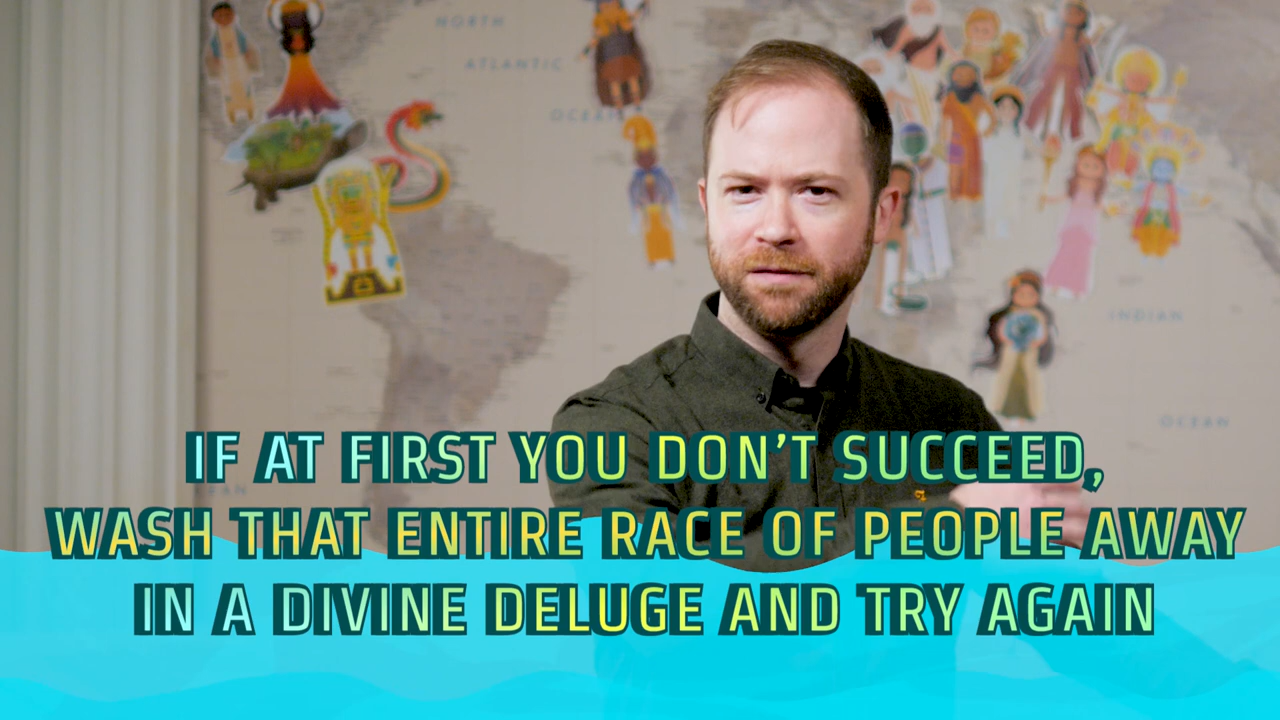 NORTH
ATLANTIC
OCEAN
INDIAN
OCEAN
IF AT FIRST YOU DON'T SUCCEED,
WASH THAT ENTIRE RACE OF PEOPLE AWAY
IN A DIVINE DELUGE AND TRY AGAIN